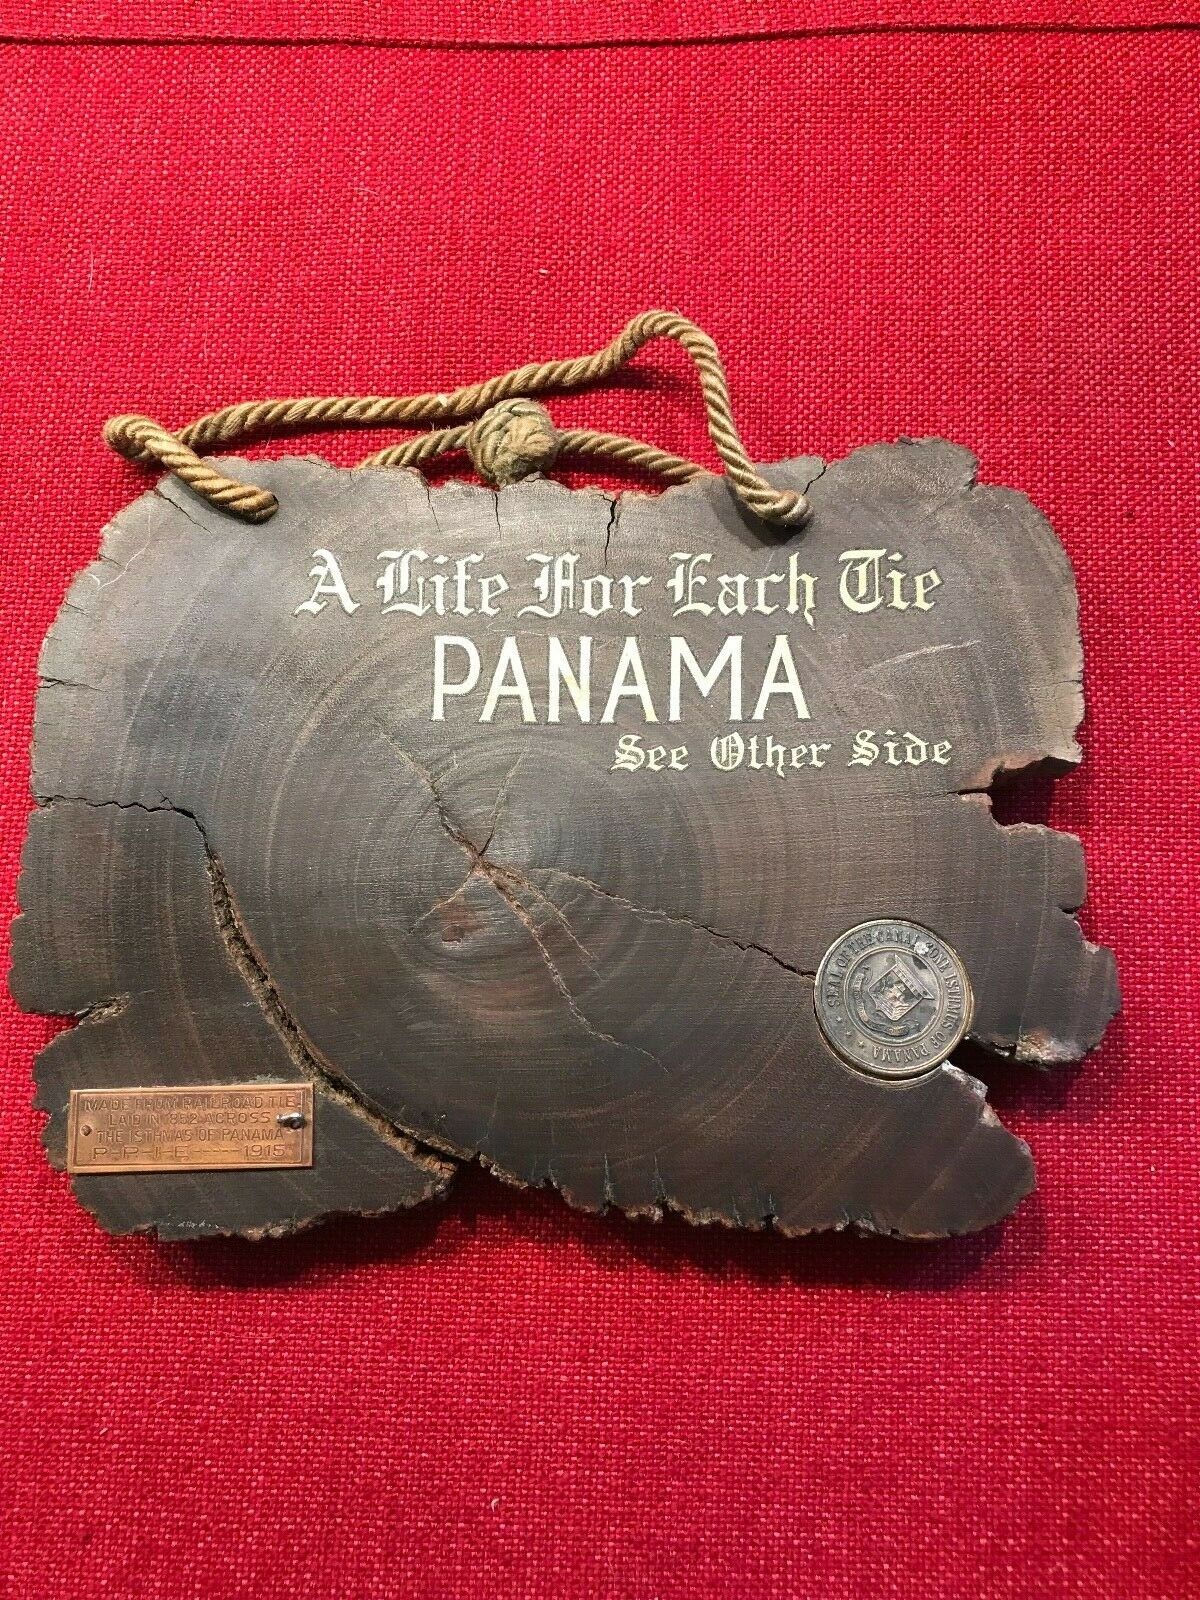 A Life For Each Tie
PANAMA
See Other Side
SEAL OF THE CANAL ZONE ISTHMUS OF PANAMA
MADE FROM RAILROAD TIE
LAID IN 1852 ACROSS
THE ISTHMAS OF PANAMA
P-P-I-E----1915